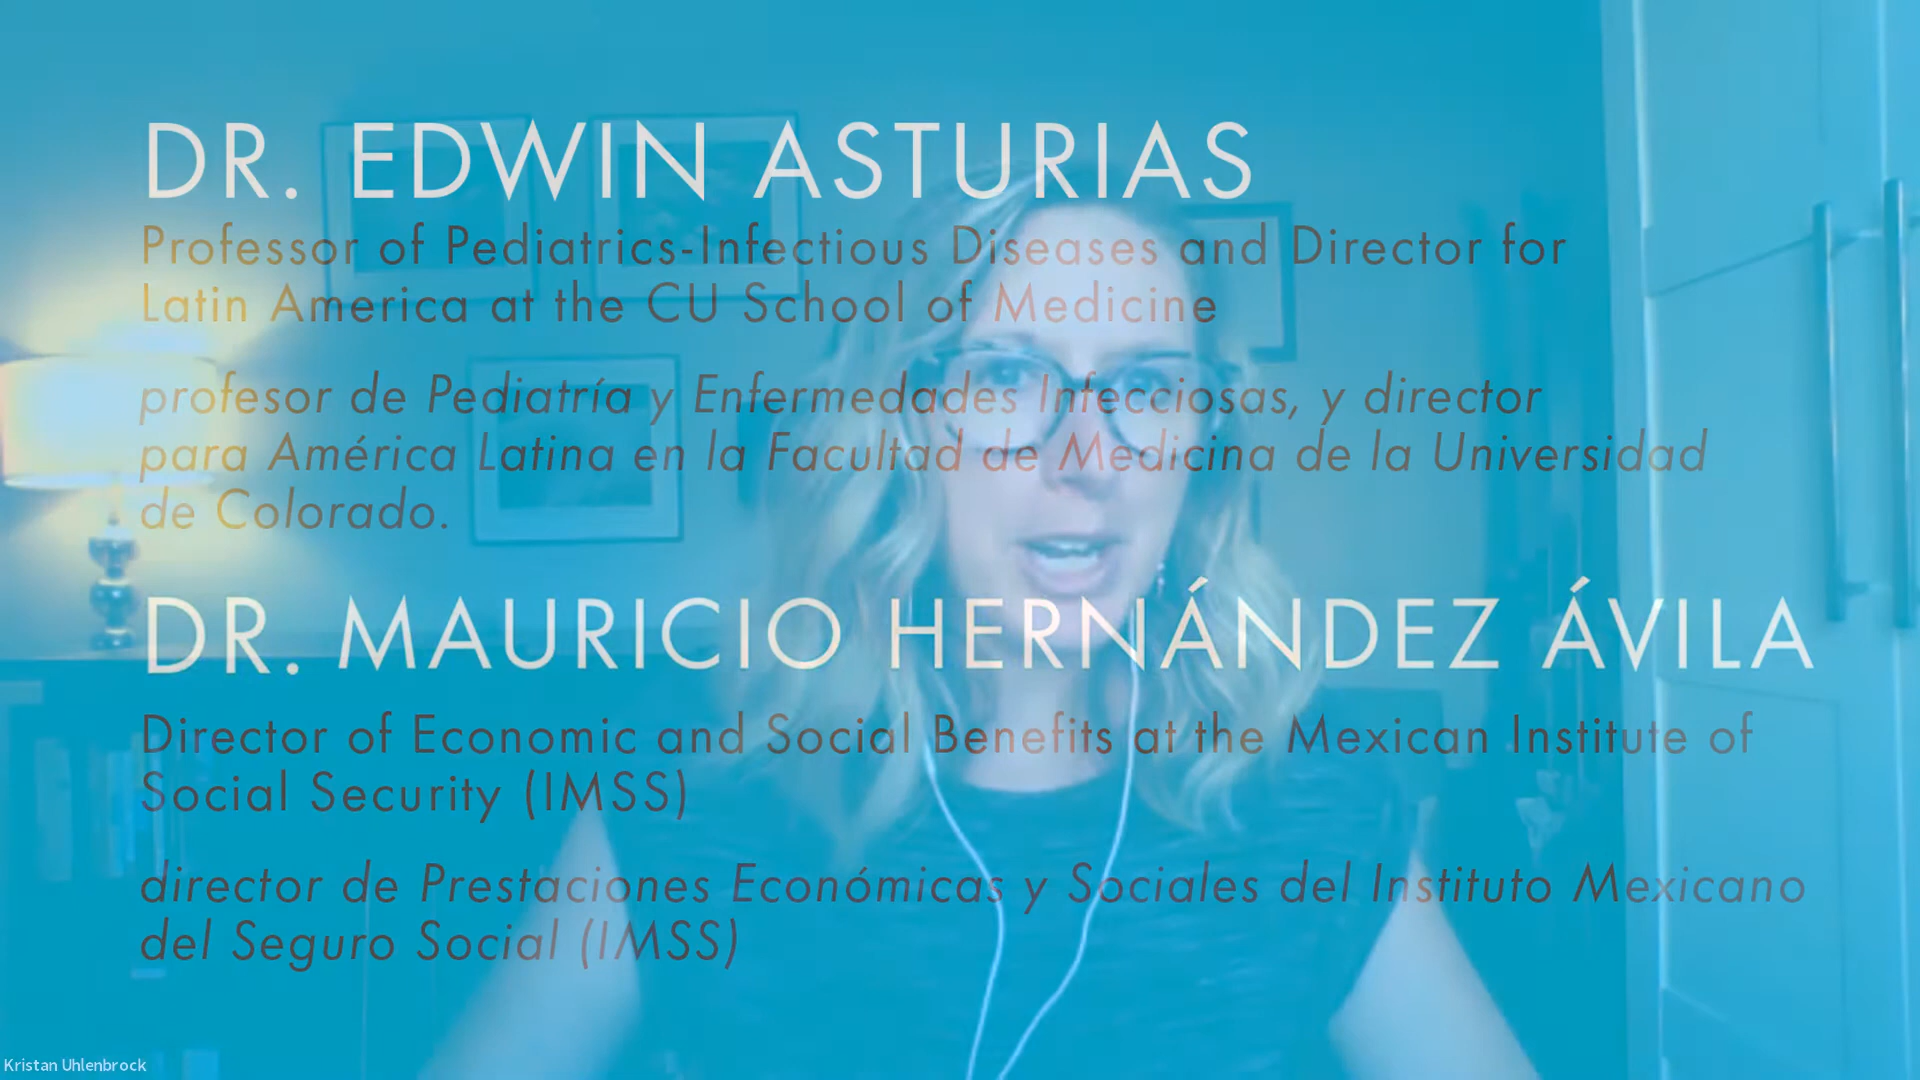 DR. EDWIN ASTURIAS
Professor of Pediatrics-Infectious Diseases and Director for
Latin America at the CU School of Medicine
profesor de Pediatría y Enfermedades Infecciosas, y director
para América Latina en la Facultad de Medicina de la Universidad
de Colorado.
DR. MAURICIO HERNÁNDEZ ÁVILA
Director of Economic and Social Benefits at the Mexican Institute of
Social Security (IMSS)
director de Prestaciones Económicas y Sociales del Instituto Mexicano
del Seguro Social (IMSS)
Kristan Uhlenbrock